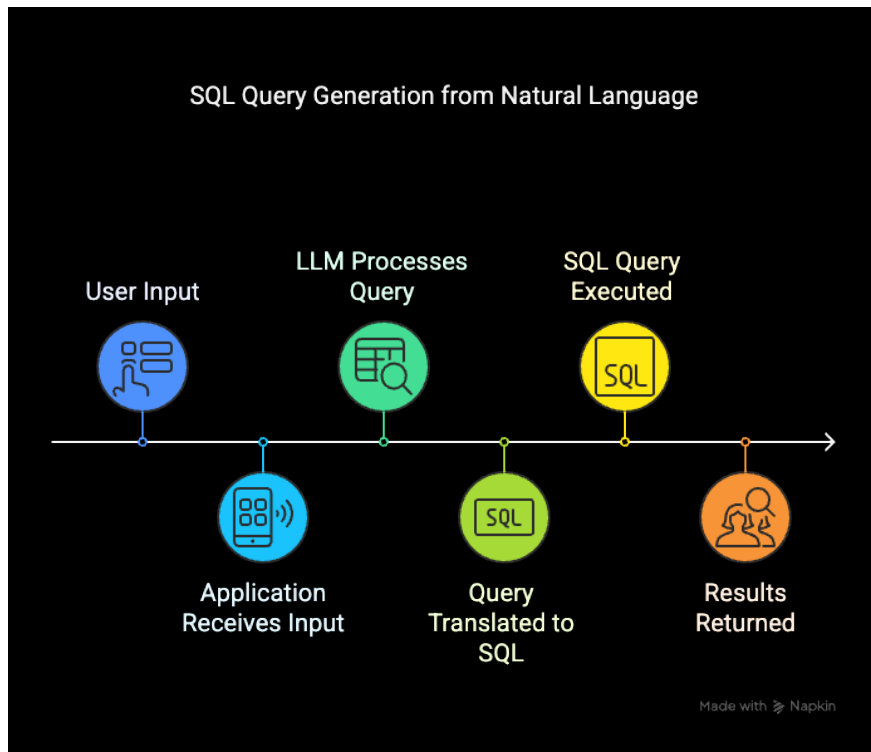 SQL Query Generation from Natural Language
User Input
LLM Processes
Query
SQL Query
Executed
SQL
SQL
Application
Receives Input
Query
Translated to
SQL
Results
Returned
Made with Napkin